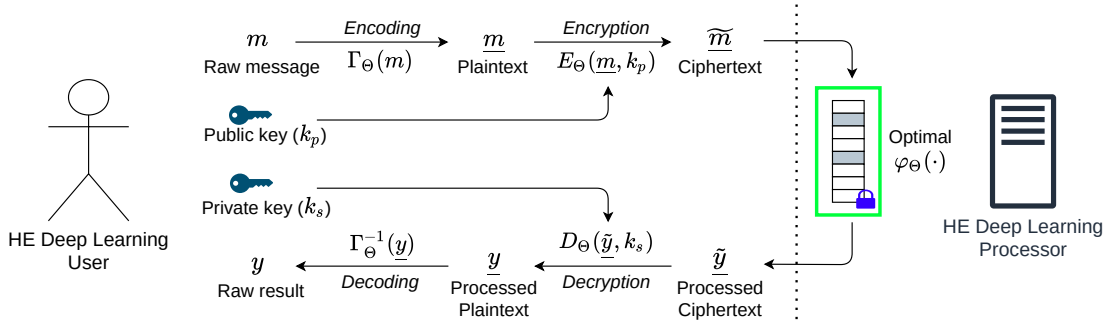 Encoding
Encryption
m
Γ_Θ(m)
m̲
E_Θ(m̲, k_p)
m̲̃
Raw message
Plaintext
Ciphertext
Public key (k_p)
Optimal
φ_Θ(·)
Private key (k_s)
HE Deep Learning
User
HE Deep Learning
Processor
y
Γ_Θ^{-1}(y̲)
y̲
D_Θ(ỹ̲, k_s)
ỹ̲
Raw result
Decoding
Processed
Plaintext
Decryption
Processed
Ciphertext